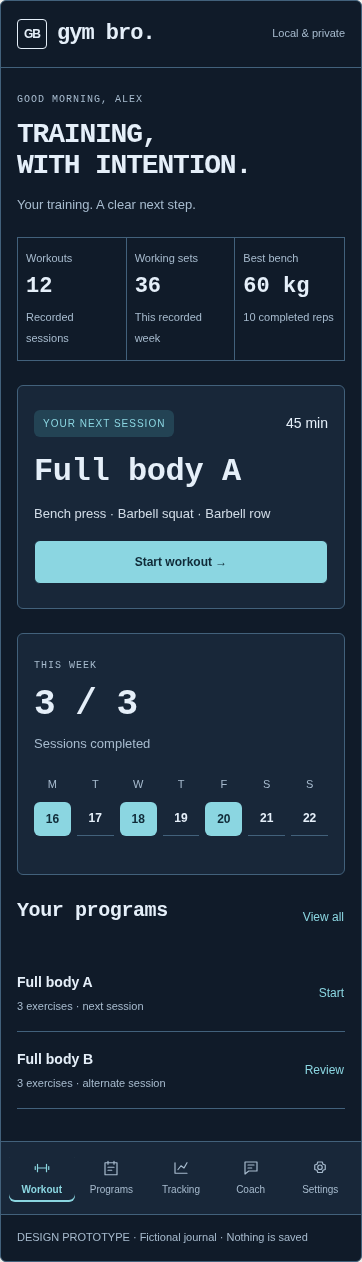 GB gym bro. Local & private
GOOD MORNING, ALEX
TRAINING,
WITH INTENTION.
Your training. A clear next step.
Workouts Working sets Best bench
12 36 60 kg
Recorded sessions This recorded week 10 completed reps
YOUR NEXT SESSION 45 min
Full body A
Bench press · Barbell squat · Barbell row
Start workout →
THIS WEEK
3 / 3
Sessions completed
M T W T F S S
16 17 18 19 20 21 22
Your programs View all
Full body A
3 exercises · next session
Start
Full body B
3 exercises · alternate session
Review
Workout Programs Tracking Coach Settings
DESIGN PROTOTYPE · Fictional journal · Nothing is saved